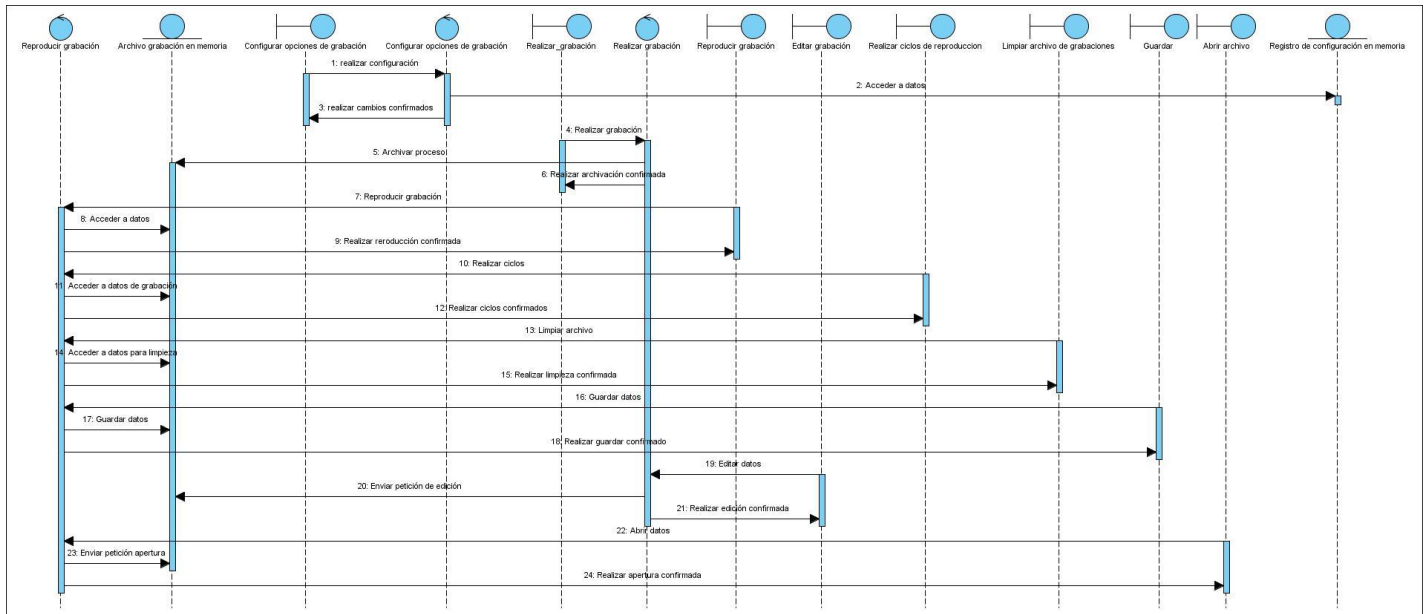 Reproducir grabación
Archivo grabación en memoria
Configurar opciones de grabación
Configurar opciones de grabación
Realizar_grabación
Realizar grabación
Reproducir grabación
Editar grabación
Realizar ciclos de reproduccion
Limpiar archivo de grabaciones
Guardar
Abrir archivo
Registro de configuración en memoria
1: realizar configuración
2: Acceder a datos
3: realizar cambios confirmados
4: Realizar grabación
5: Archivar proceso
6: Realizar archivación confirmada
7: Reproducir grabación
8: Acceder a datos
9: Realizar rerodución confirmada
10: Realizar ciclos
11: Acceder a datos de grabación
12: Realizar ciclos confirmados
13: Limpiar archivo
14: Acceder a datos para limpieza
15: Realizar limpieza confirmada
16: Guardar datos
17: Guardar datos
18: Realizar guardar confirmado
19: Editar datos
20: Enviar petición de edición
21: Realizar edición confirmada
22: Abrir datos
23: Enviar petición apertura
24: Realizar apertura confirmada